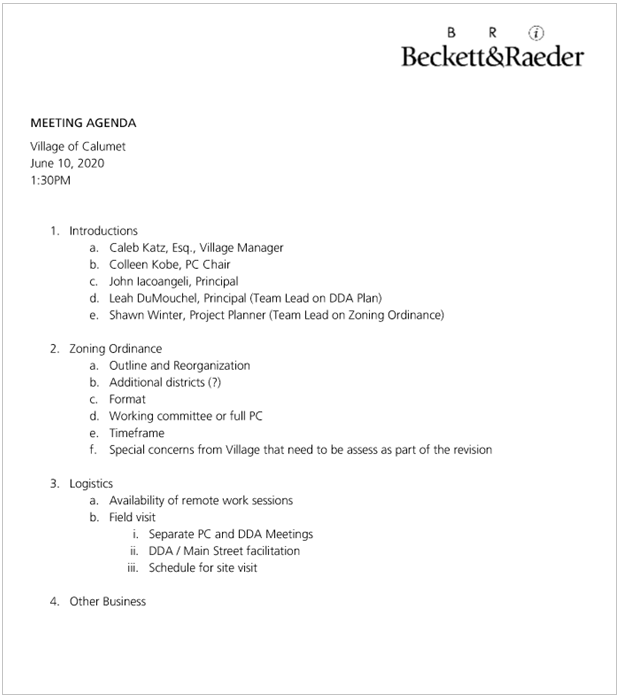 B R i
Beckett&Raeder
MEETING AGENDA
Village of Calumet
June 10, 2020
1:30PM
1. Introductions
a. Caleb Katz, Esq., Village Manager
b. Colleen Kobe, PC Chair
c. John Iacoangeli, Principal
d. Leah DuMouchel, Principal (Team Lead on DDA Plan)
e. Shawn Winter, Project Planner (Team Lead on Zoning Ordinance)
2. Zoning Ordinance
a. Outline and Reorganization
b. Additional districts (?)
c. Format
d. Working committee or full PC
e. Timeframe
f. Special concerns from Village that need to be assess as part of the revision
3. Logistics
a. Availability of remote work sessions
b. Field visit
i. Separate PC and DDA Meetings
ii. DDA / Main Street facilitation
iii. Schedule for site visit
4. Other Business